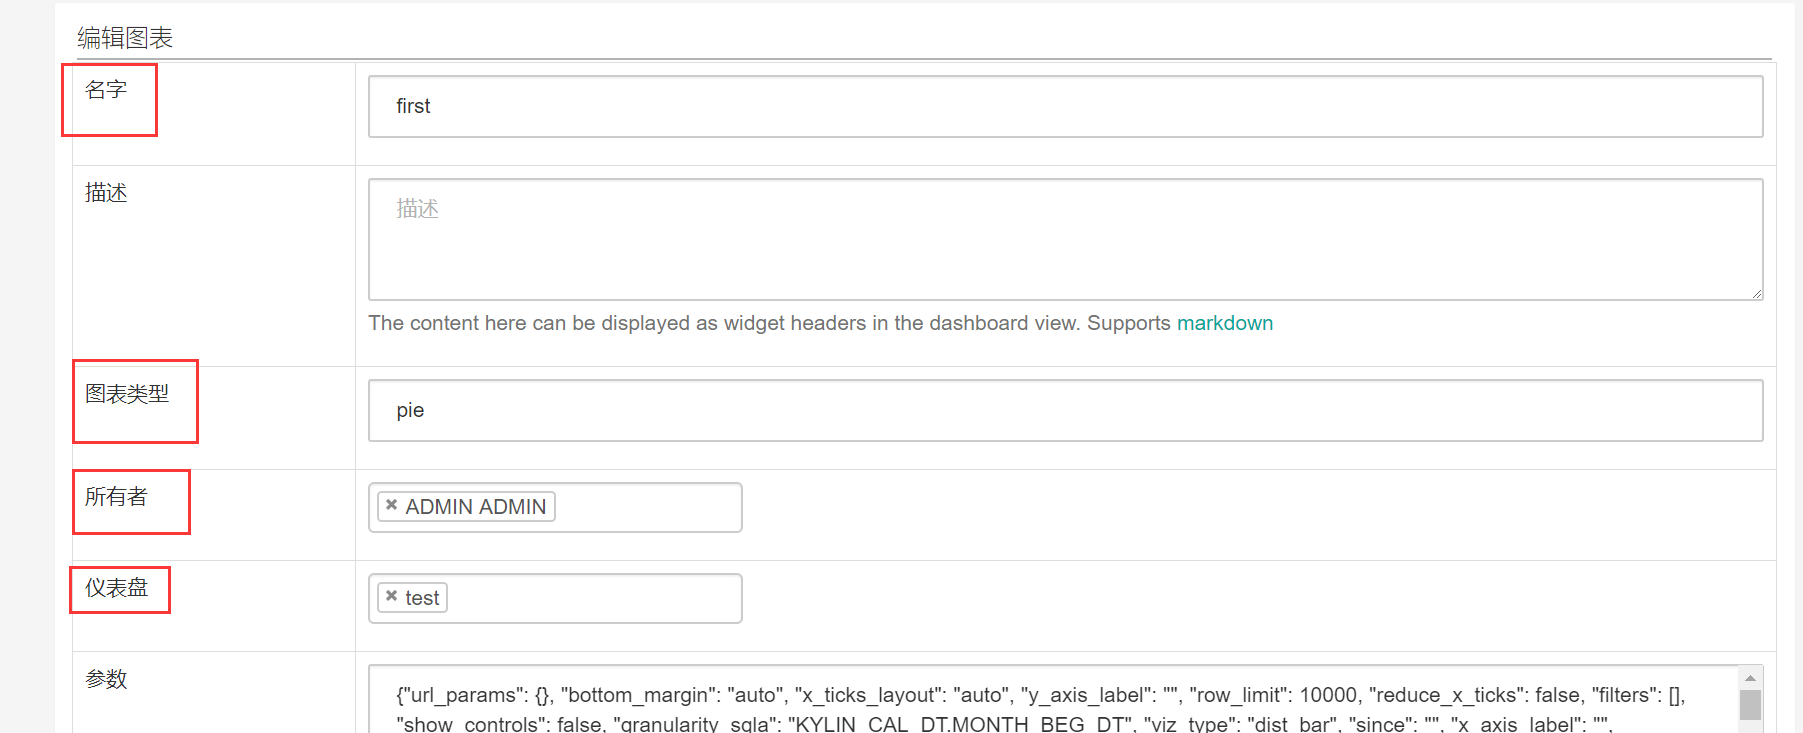 编辑图表
名字
first
描述
描述
The content here can be displayed as widget headers in the dashboard view. Supports markdown
图表类型
pie
所有者
✖ ADMIN ADMIN
仪表盘
✖ test
参数
{"url_params": {}, "bottom_margin": "auto", "x_ticks_layout": "auto", "y_axis_label": "", "row_limit": 10000, "reduce_x_ticks": false, "filters": [],
"show_controls": false, "granularity_sqla": "KYLIN_CAL_DT.MONTH_BEG_DT", "viz_type": "dist_bar", "since": "", "x_axis_label": "",